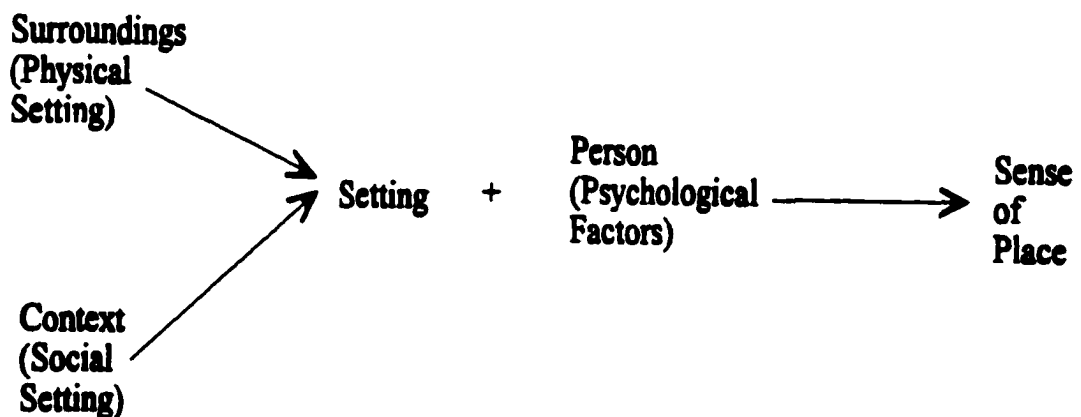 Surroundings
(Physical
Setting)
Setting
+
Person
(Psychological
Factors)
Sense
of
Place
Context
(Social
Setting)